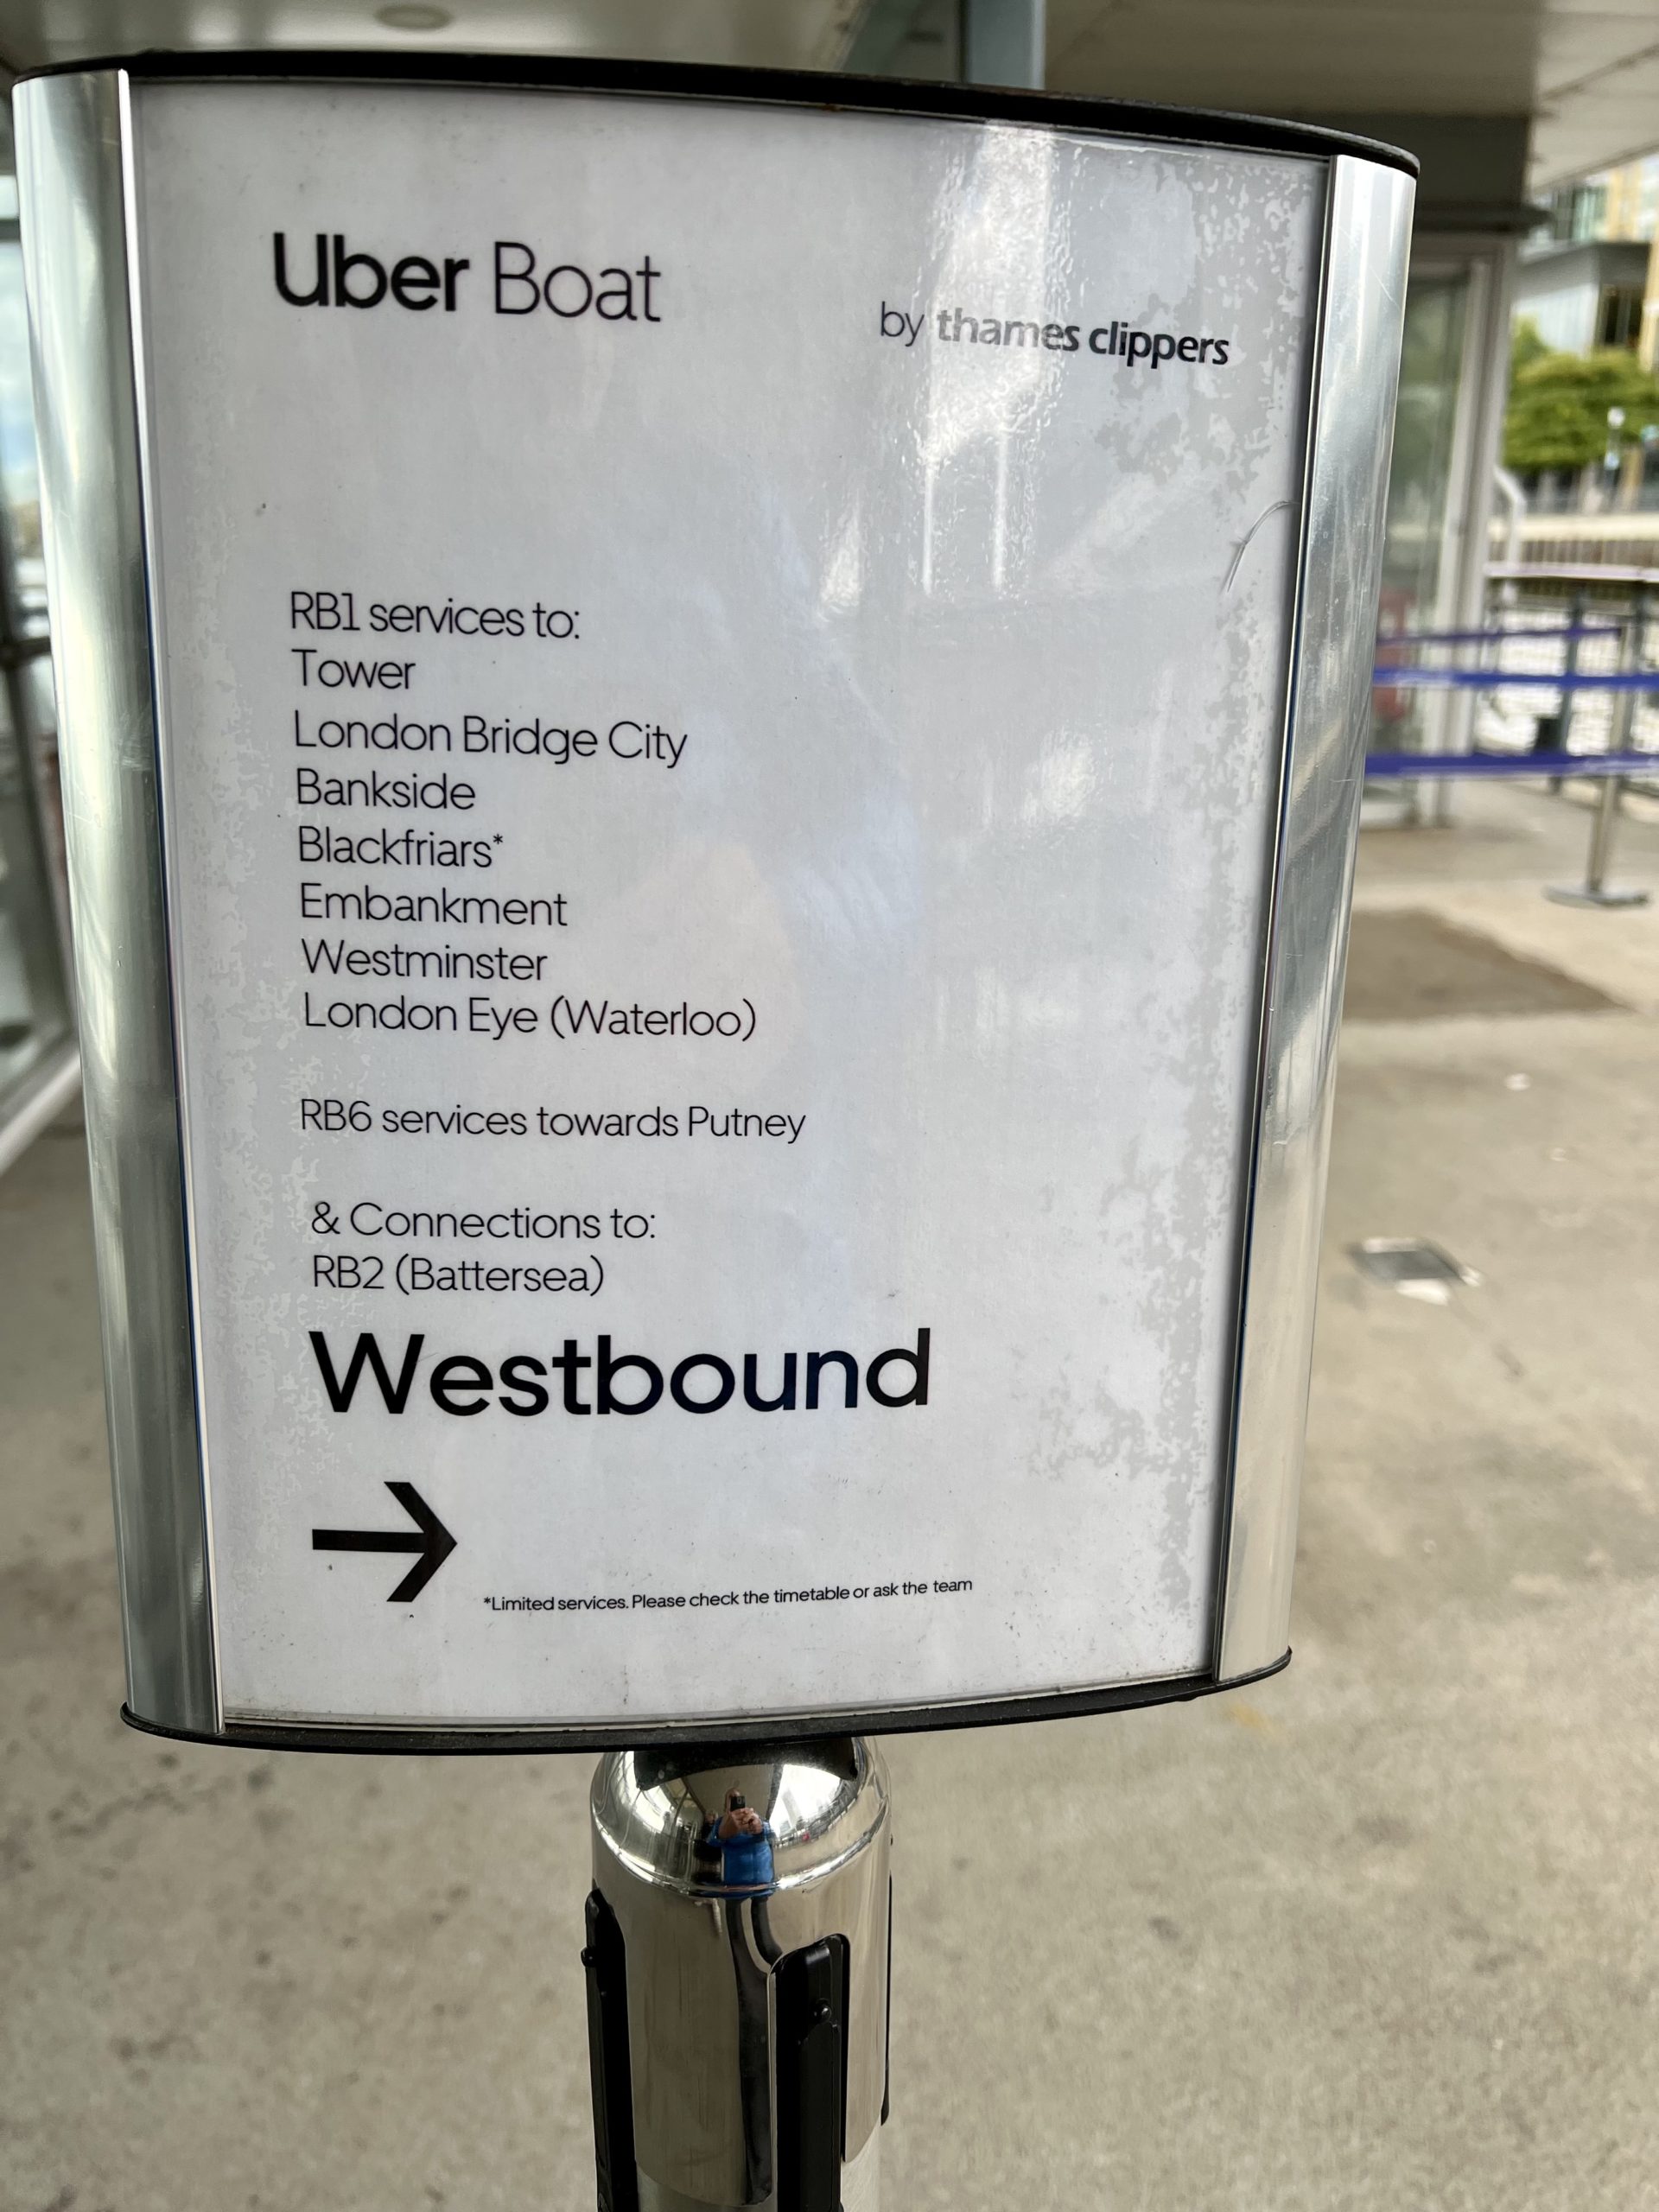 Uber Boat
by thames clippers
RB1 services to:
Tower
London Bridge City
Bankside
Blackfriars*
Embankment
Westminster
London Eye (Waterloo)
RB6 services towards Putney
& Connections to:
RB2 (Battersea)
Westbound
*Limited services. Please check the timetable or ask the team